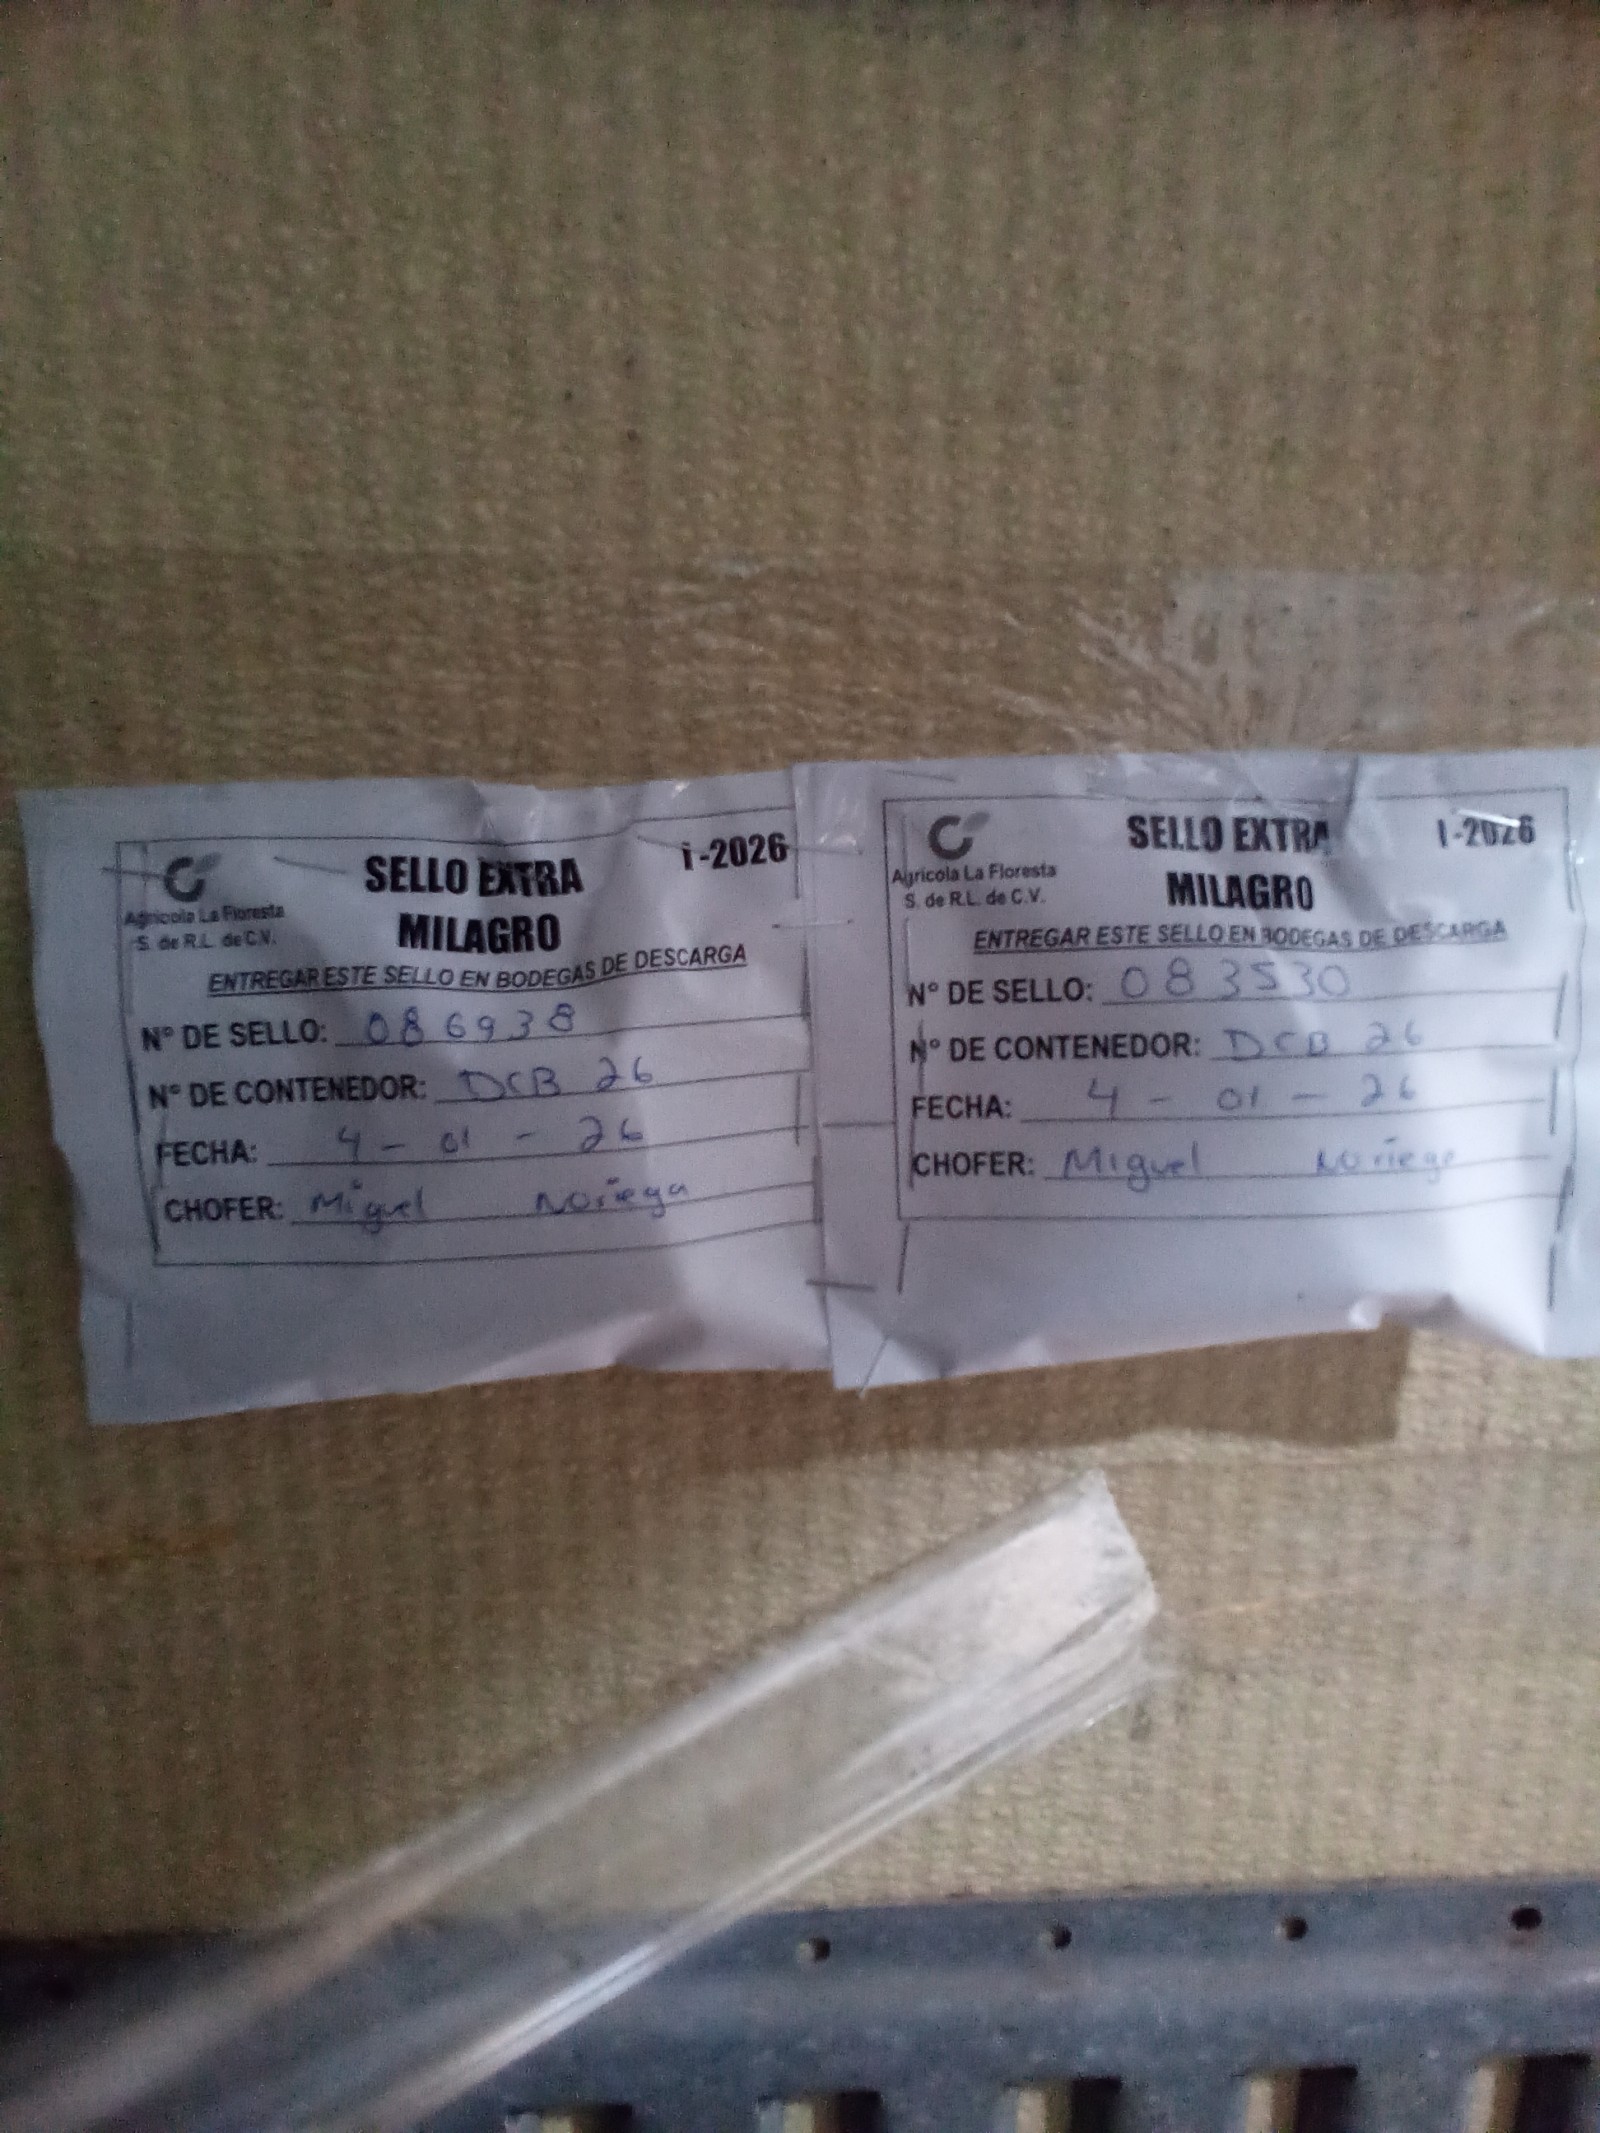 i-2026
SELLO EXTRA
MILAGRO
Agricola La Floresta
S. de R.L. de C.V.
ENTREGAR ESTE SELLO EN BODEGAS DE DESCARGA
N° DE SELLO: 086938
N° DE CONTENEDOR: DCB 26
FECHA: 4 - 01 - 26
CHOFER: Miguel Noriega
I-2026
SELLO EXTRA
MILAGRO
Agricola La Floresta
S. de R.L. de C.V.
ENTREGAR ESTE SELLO EN BODEGAS DE DESCARGA
N° DE SELLO: 083530
N° DE CONTENEDOR: DCB 26
FECHA: 4 - 01 - 26
CHOFER: Miguel Noriega